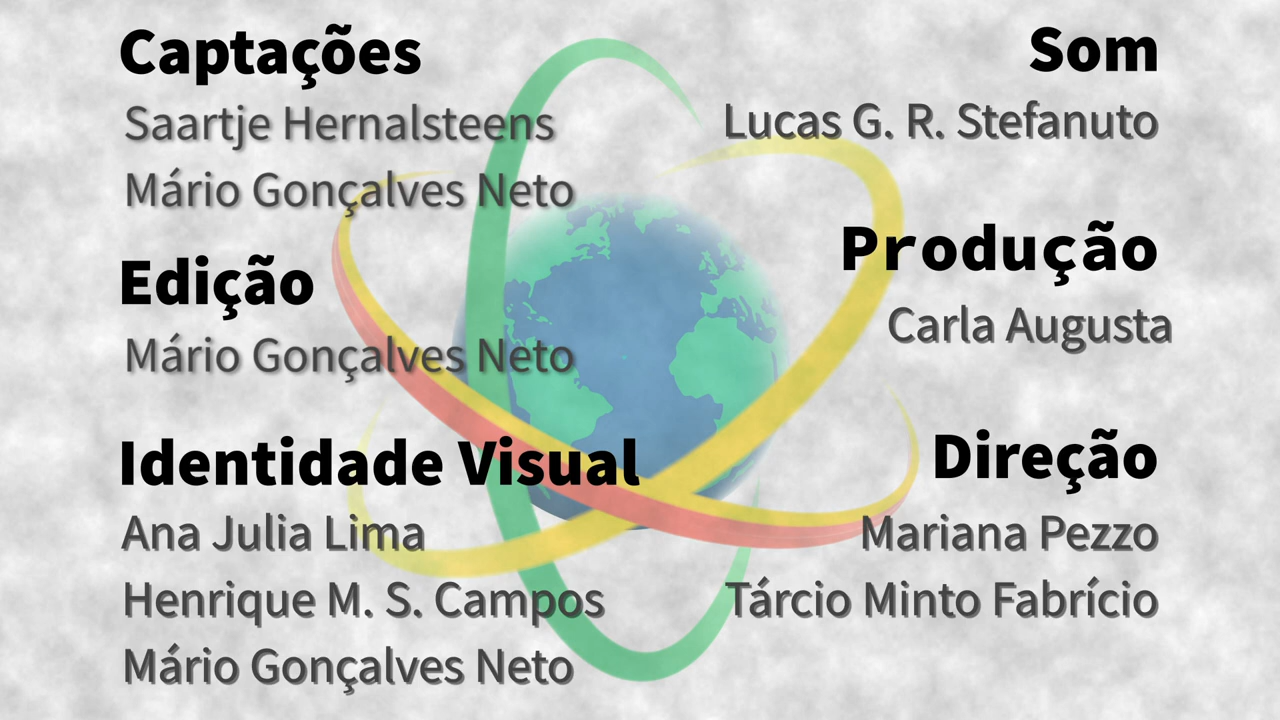 Captações
Saartje Hernalsteens
Mário Gonçalves Neto
Edição
Mário Gonçalves Neto
Identidade Visual
Ana Julia Lima
Henrique M. S. Campos
Mário Gonçalves Neto
Som
Lucas G. R. Stefanuto
Produção
Carla Augusta
Direção
Mariana Pezzo
Tárcio Minto Fabrício